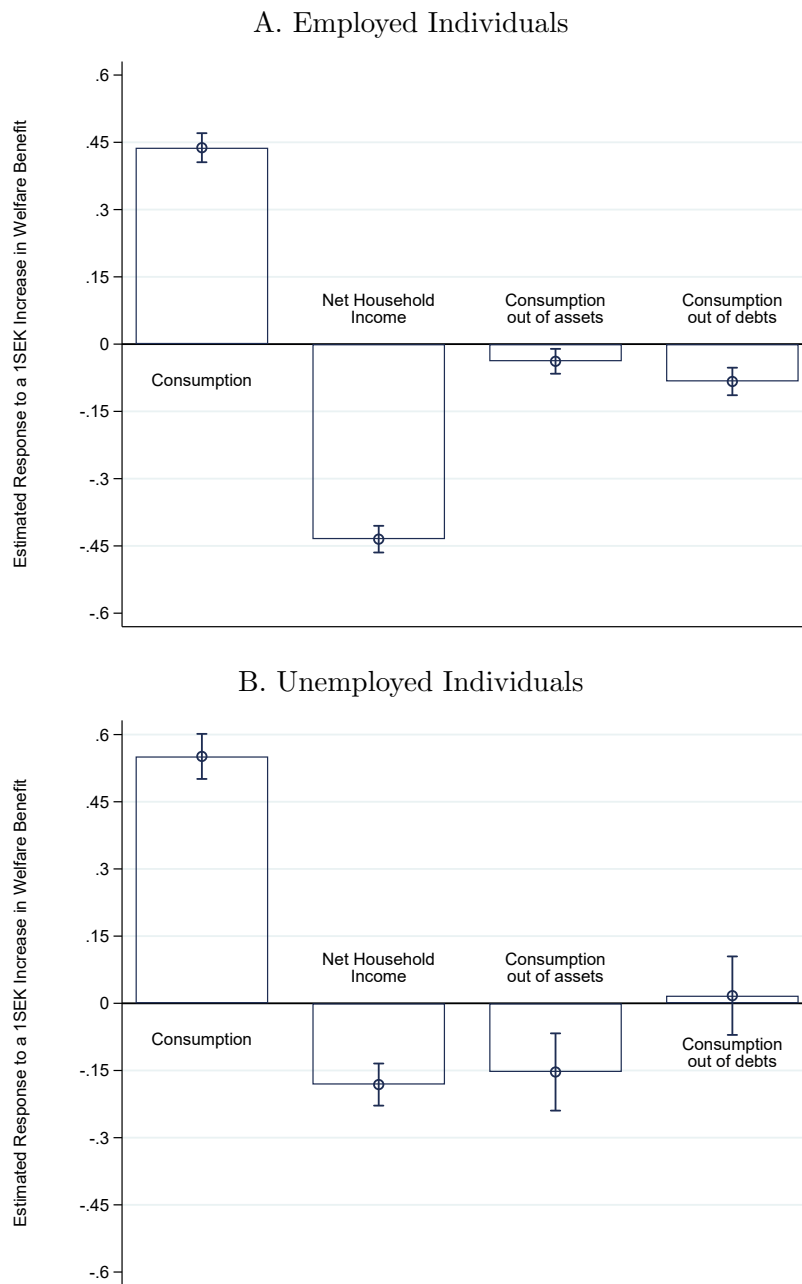 A. Employed Individuals
Estimated Response to a 1SEK Increase in Welfare Benefit
.6
.45
.3
.15
0
-.15
-.3
-.45
-.6
Consumption
Net Household
Income
Consumption
out of assets
Consumption
out of debts
B. Unemployed Individuals
Estimated Response to a 1SEK Increase in Welfare Benefit
.6
.45
.3
.15
0
-.15
-.3
-.45
-.6
Consumption
Net Household
Income
Consumption
out of assets
Consumption
out of debts